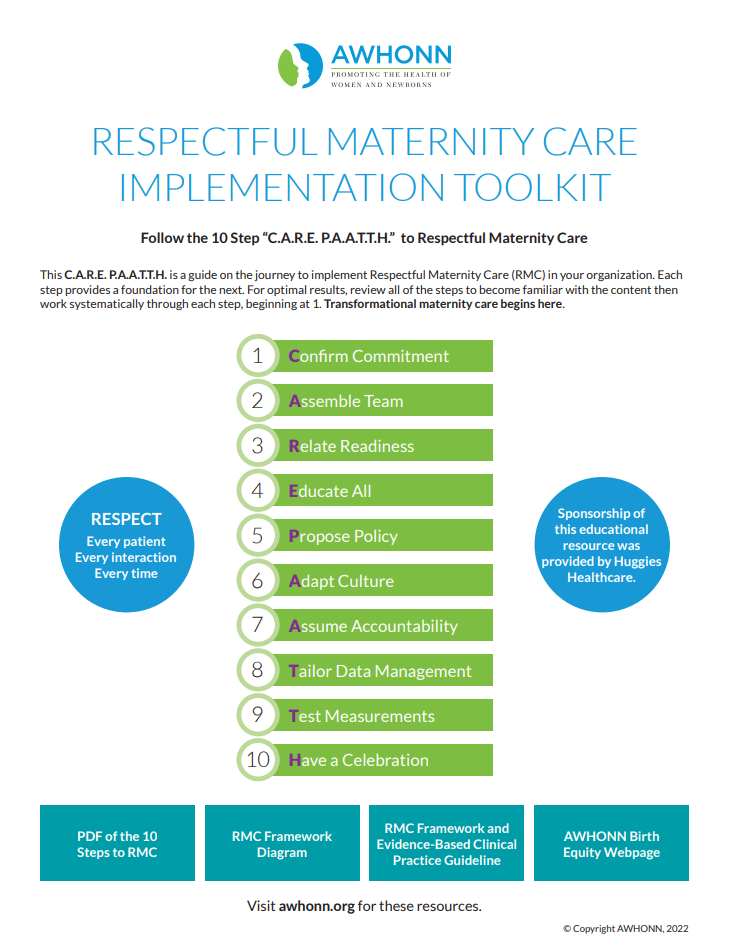 AWHONN
PROMOTING THE HEALTH OF
WOMEN AND NEWBORNS
RESPECTFUL MATERNITY CARE
IMPLEMENTATION TOOLKIT
Follow the 10 Step “C.A.R.E. P.A.A.T.T.H.” to Respectful Maternity Care
This C.A.R.E. P.A.A.T.T.H. is a guide on the journey to implement Respectful Maternity Care (RMC) in your organization. Each
step provides a foundation for the next. For optimal results, review all of the steps to become familiar with the content then
work systematically through each step, beginning at 1. Transformational maternity care begins here.
1 Confirm Commitment
2 Assemble Team
3 Relate Readiness
4 Educate All
5 Propose Policy
6 Adapt Culture
7 Assume Accountability
8 Tailor Data Management
9 Test Measurements
10 Have a Celebration
RESPECT
Every patient
Every interaction
Every time
Sponsorship of
this educational
resource was
provided by Huggies
Healthcare.
PDF of the 10
Steps to RMC
RMC Framework
Diagram
RMC Framework and
Evidence-Based Clinical
Practice Guideline
AWHONN Birth
Equity Webpage
Visit awhonn.org for these resources.
© Copyright AWHONN, 2022